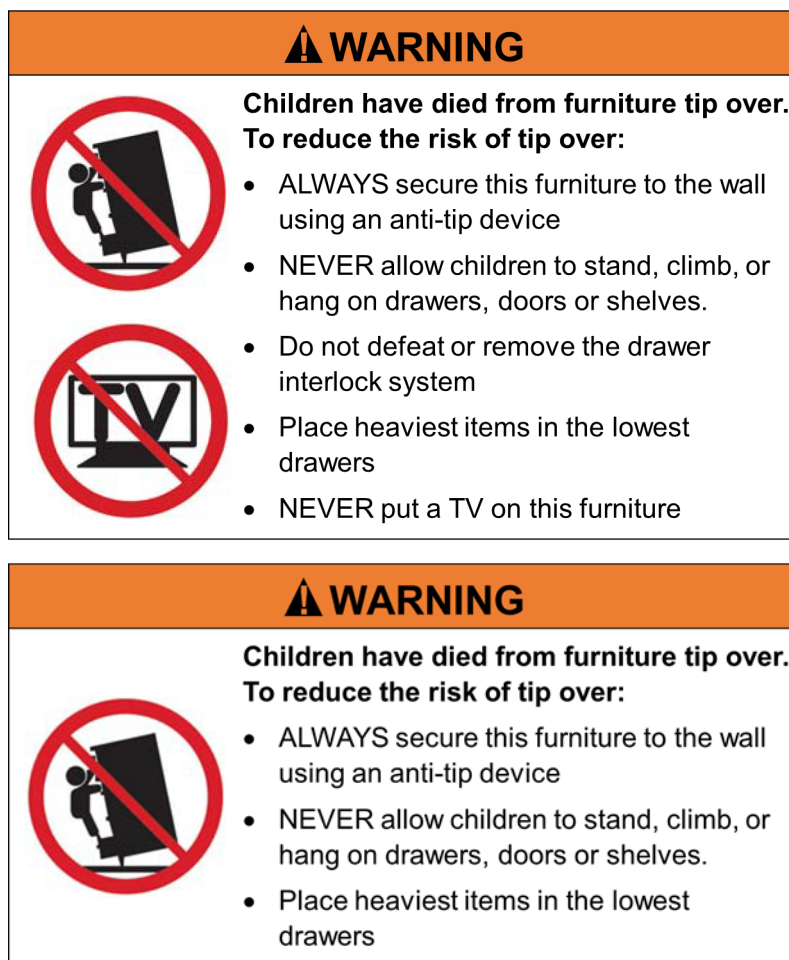 WARNING
Children have died from furniture tip over.
To reduce the risk of tip over:
• ALWAYS secure this furniture to the wall
using an anti-tip device
• NEVER allow children to stand, climb, or
hang on drawers, doors or shelves.
• Do not defeat or remove the drawer
interlock system
TV
• Place heaviest items in the lowest
drawers
• NEVER put a TV on this furniture
WARNING
Children have died from furniture tip over.
To reduce the risk of tip over:
• ALWAYS secure this furniture to the wall
using an anti-tip device
• NEVER allow children to stand, climb, or
hang on drawers, doors or shelves.
• Place heaviest items in the lowest
drawers